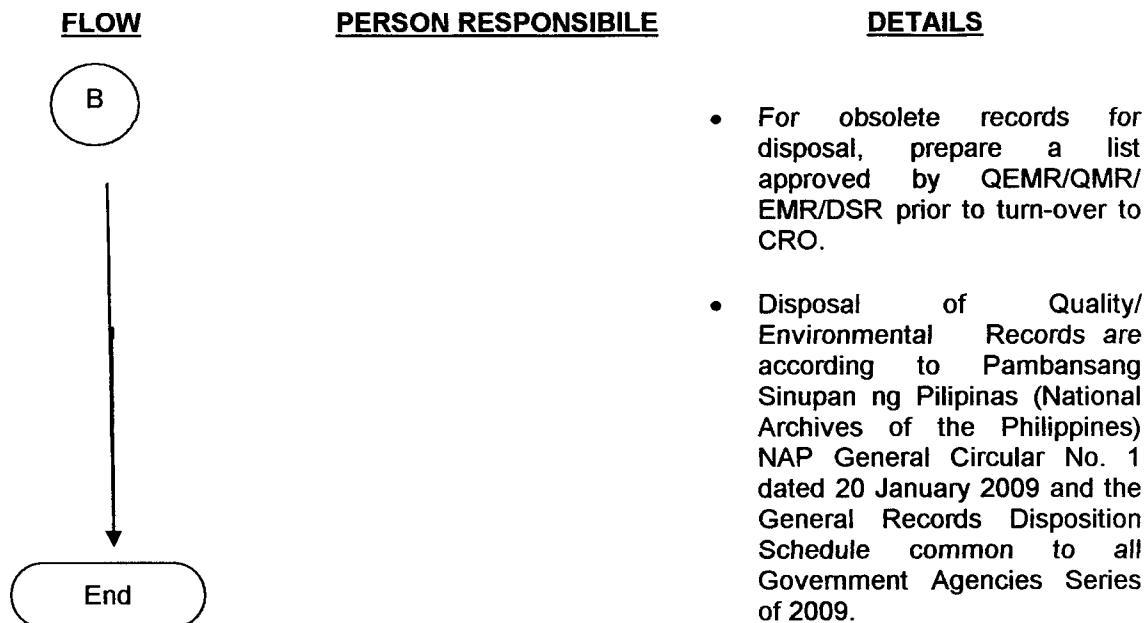 FLOW PERSON RESPONSIBILE DETAILS
B
• For obsolete records for
disposal, prepare a list
approved by QEMR/QMR/
EMR/DSR prior to turn-over to
CRO.
• Disposal of Quality/
Environmental Records are
according to Pambansang
Sinupan ng Pilipinas (National
Archives of the Philippines)
NAP General Circular No. 1
dated 20 January 2009 and the
General Records Disposition
Schedule common to all
Government Agencies Series
of 2009.
End